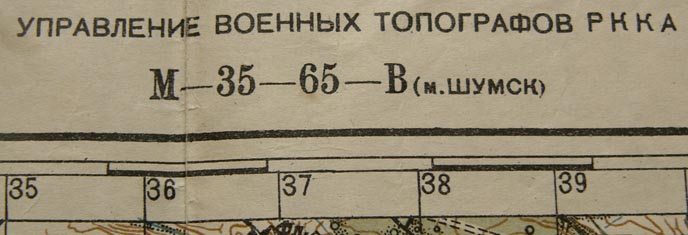 УПРАВЛЕНИЕ ВОЕННЫХ ТОПОГРАФОВ РККА
М—35—65—В (м. ШУМСК)
35 36 37 38 39